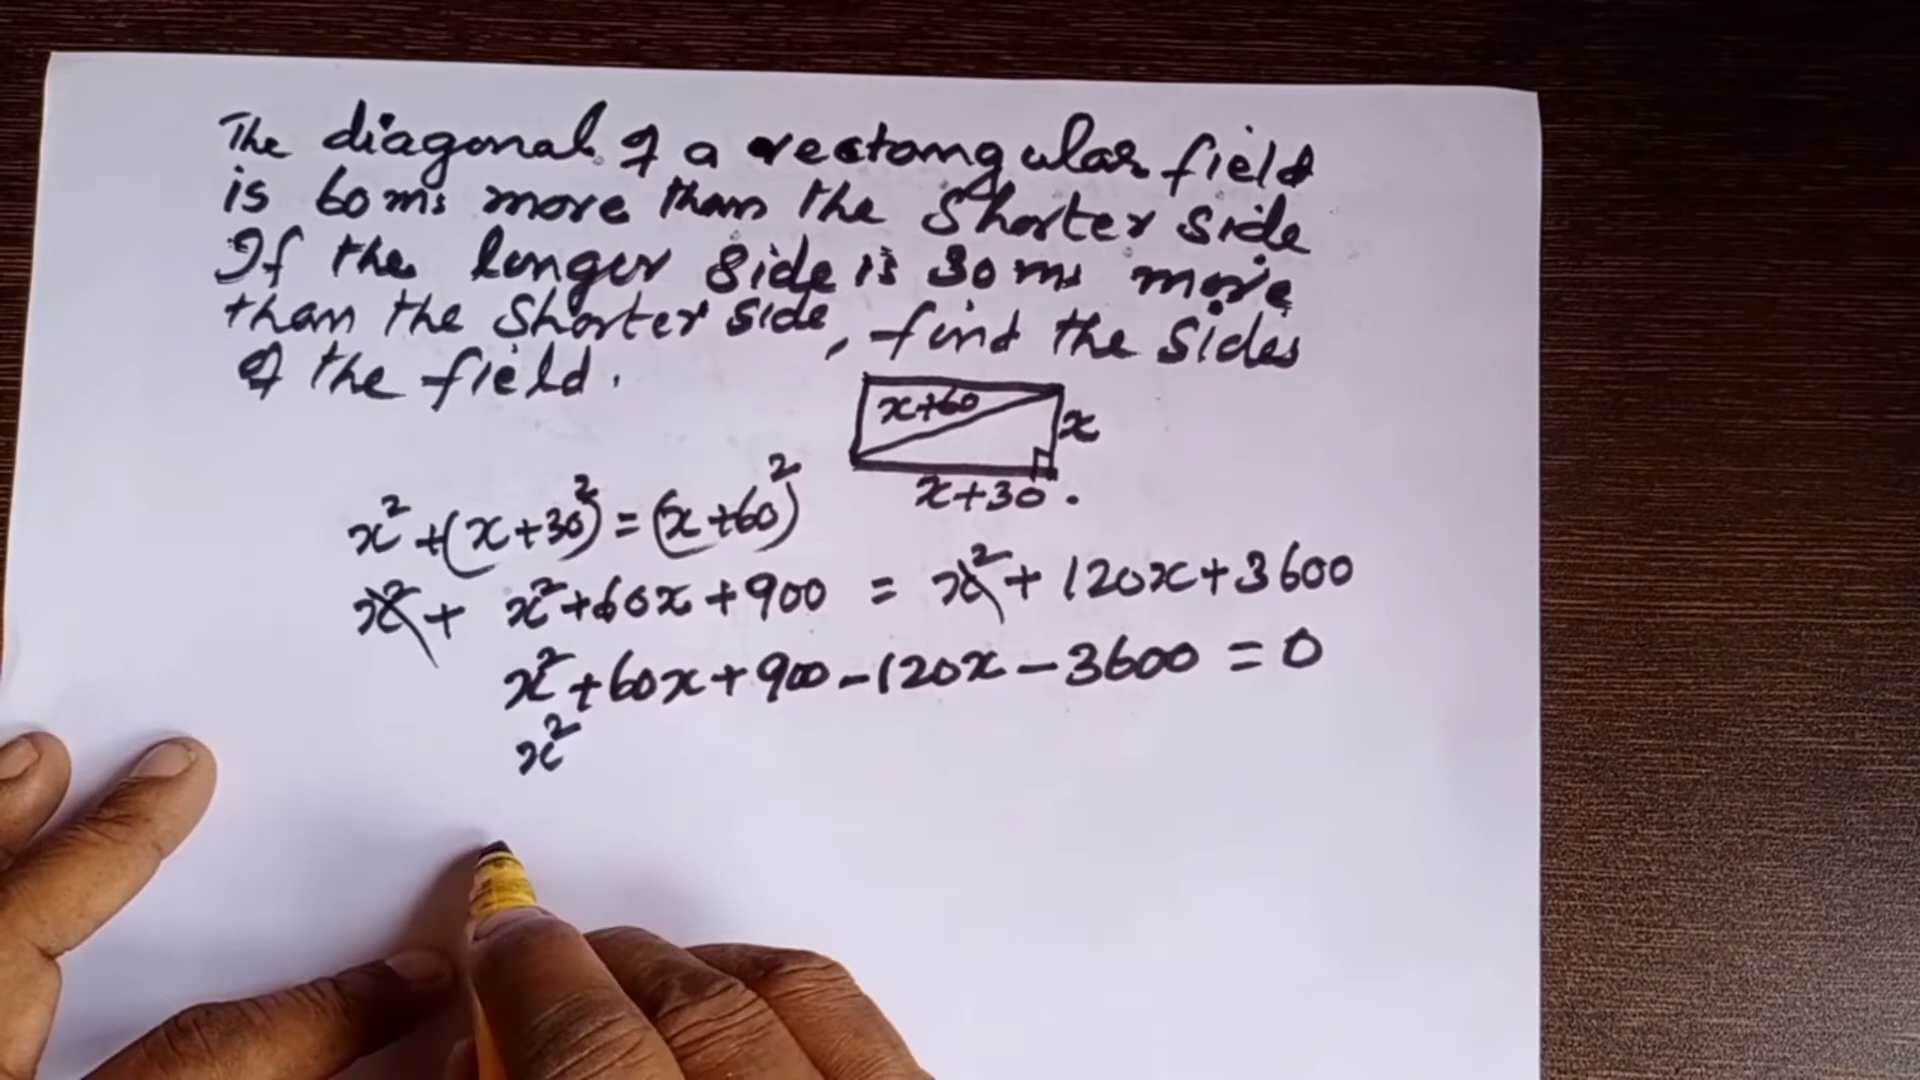 The diagonal of a rectangular field
is 60 ms more than the shorter side
If the longer side is 30 ms more
than the shorter side, find the sides
of the field.
x+60
x
x+30.
x²+(x+30)²=(x+60)²
x²+ x²+60x+900 = x²+120x+3600
x²+60x+900-120x-3600 = 0
x²